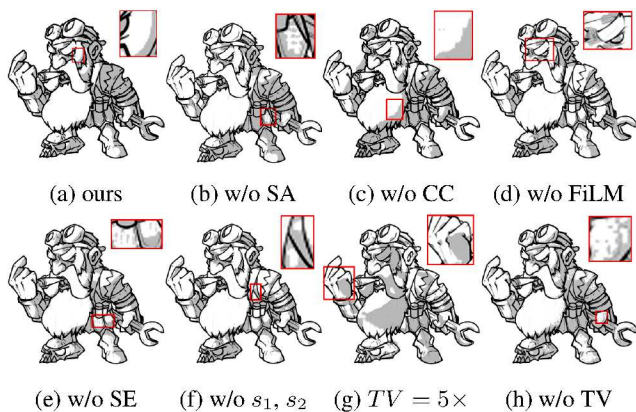 (a) ours (b) w/o SA (c) w/o CC (d) w/o FiLM
(e) w/o SE (f) w/o s₁, s₂ (g) TV = 5× (h) w/o TV